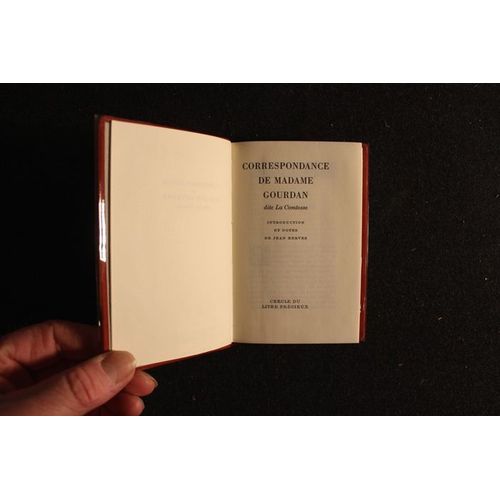 CORRESPONDANCE
DE MADAME
GOURDAN
dite La Comtesse
INTRODUCTION
ET NOTES
DE JEAN HERVEZ
CERCLE DU
LIVRE PRÉCIEUX